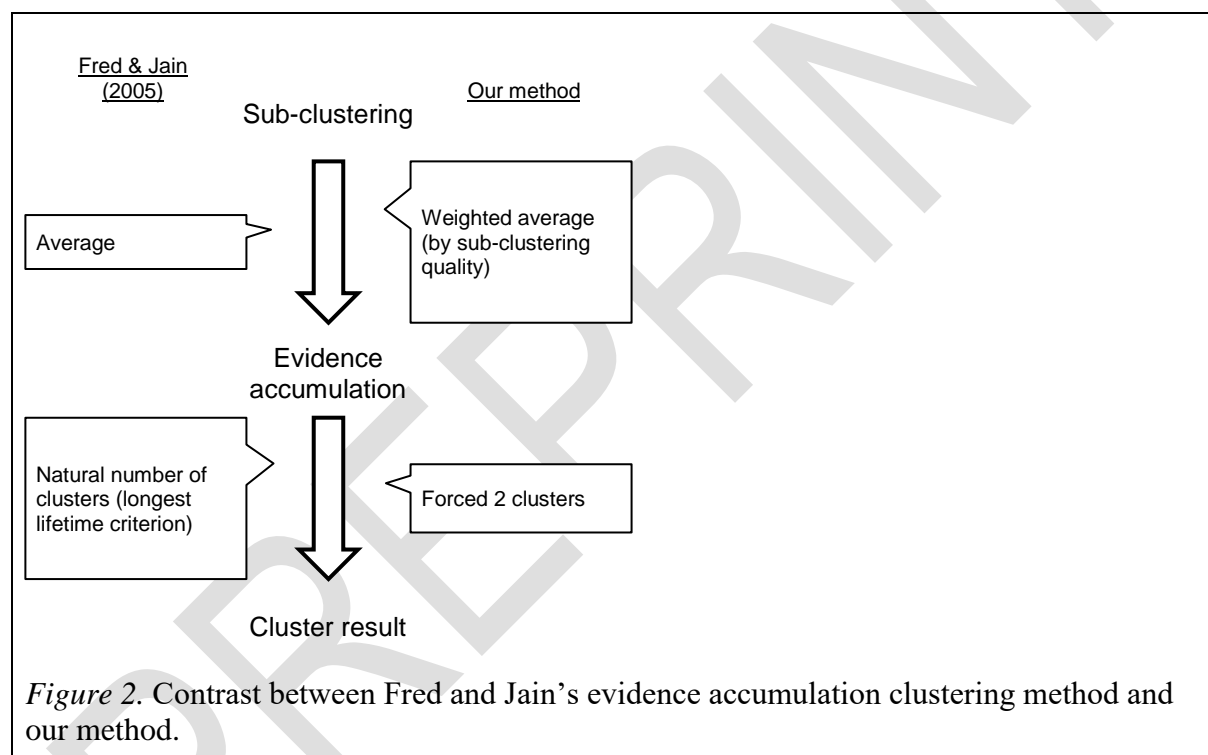 Fred & Jain
(2005)
Our method
Sub-clustering
Average
Weighted average
(by sub-clustering
quality)
Evidence
accumulation
Natural number of
clusters (longest
lifetime criterion)
Forced 2 clusters
Cluster result
Figure 2. Contrast between Fred and Jain’s evidence accumulation clustering method and
our method.
PREPRINT